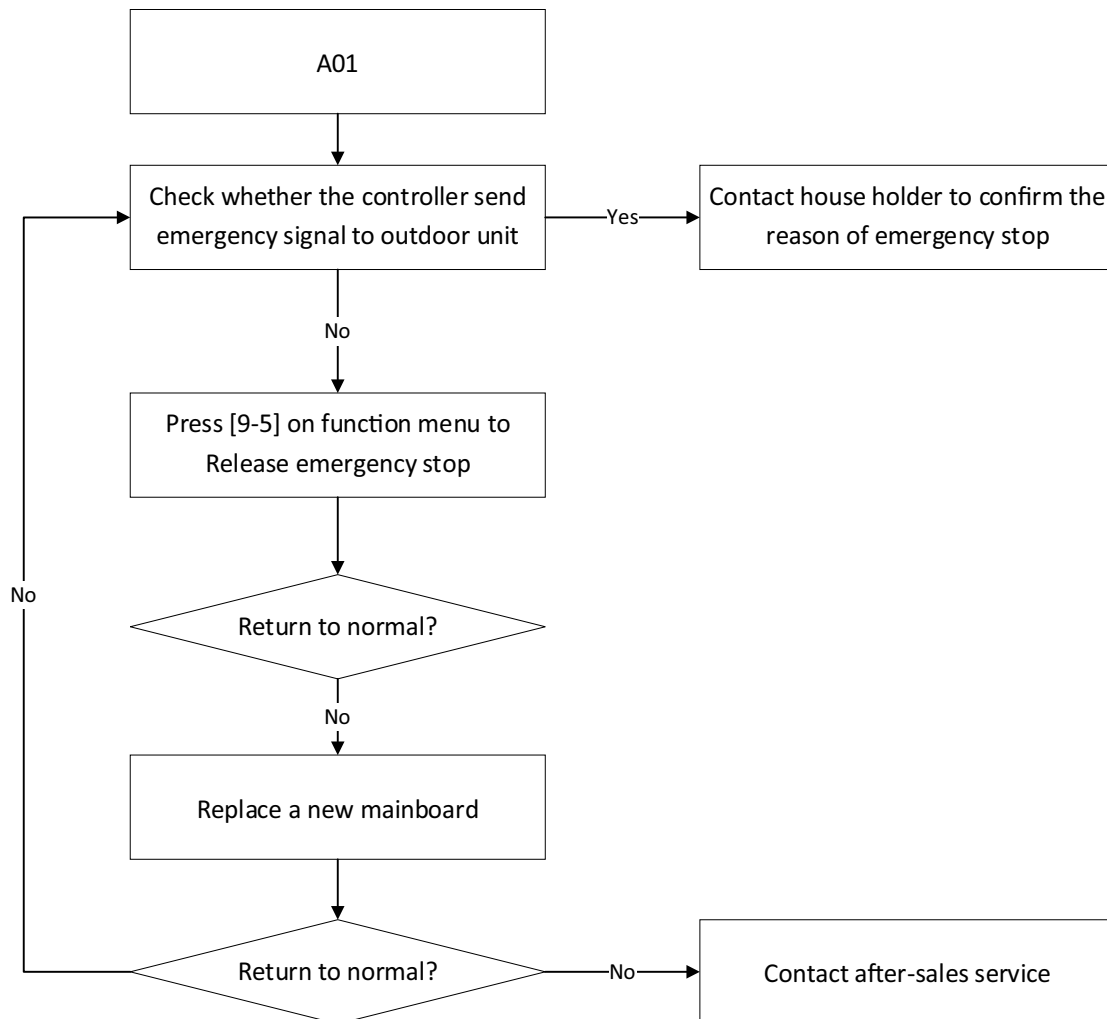 A01
Check whether the controller send
emergency signal to outdoor unit
Yes
Contact house holder to confirm the
reason of emergency stop
No
Press [9-5] on function menu to
Release emergency stop
No
Return to normal?
No
Replace a new mainboard
Return to normal?
No
Contact after-sales service